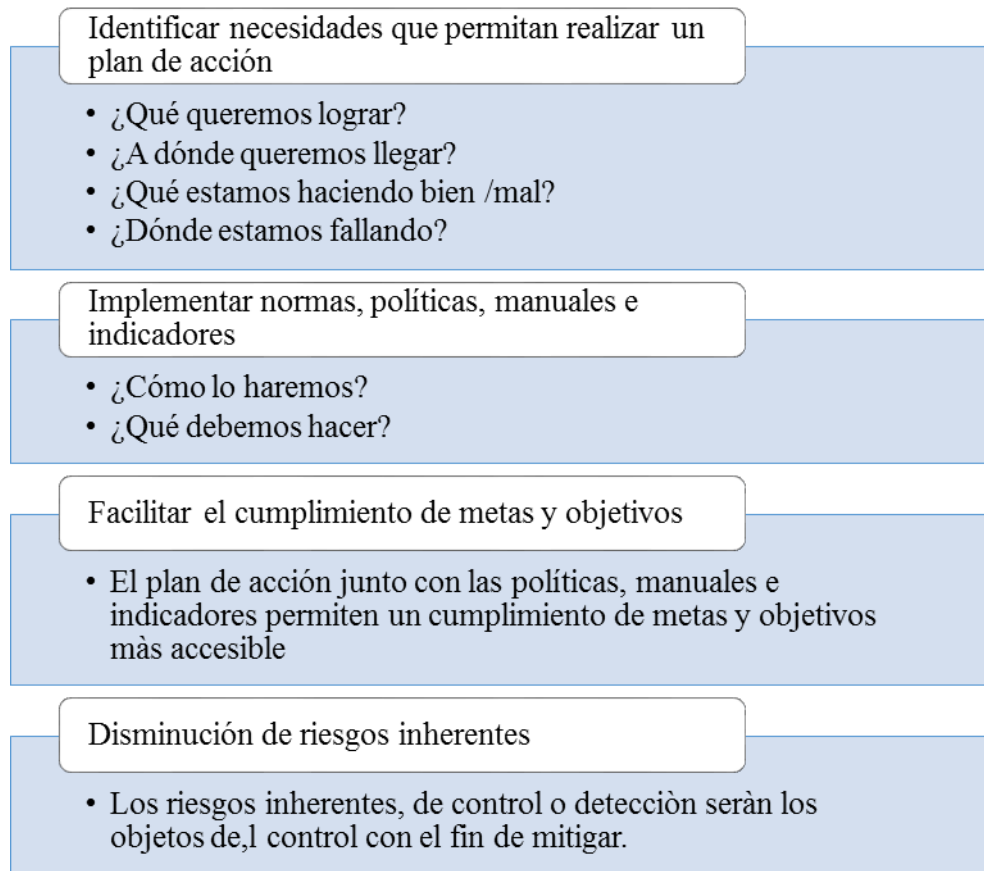 Identificar necesidades que permitan realizar un
plan de acción
• ¿Qué queremos lograr?
• ¿A dónde queremos llegar?
• ¿Qué estamos haciendo bien /mal?
• ¿Dónde estamos fallando?
Implementar normas, políticas, manuales e
indicadores
• ¿Cómo lo haremos?
• ¿Qué debemos hacer?
Facilitar el cumplimiento de metas y objetivos
• El plan de acción junto con las políticas, manuales e
indicadores permiten un cumplimiento de metas y objetivos
màs accesible
Disminución de riesgos inherentes
• Los riesgos inherentes, de control o detecciòn seràn los
objetos de,l control con el fin de mitigar.